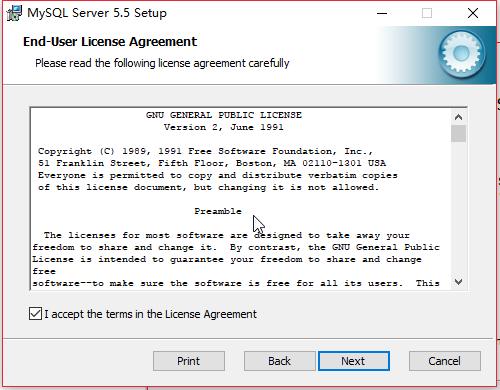 MySQL Server 5.5 Setup
End-User License Agreement
Please read the following license agreement carefully
GNU GENERAL PUBLIC LICENSE
Version 2, June 1991
Copyright (C) 1989, 1991 Free Software Foundation, Inc.,
51 Franklin Street, Fifth Floor, Boston, MA 02110-1301 USA
Everyone is permitted to copy and distribute verbatim copies
of this license document, but changing it is not allowed.
Preamble
The licenses for most software are designed to take away your
freedom to share and change it. By contrast, the GNU General Public
License is intended to guarantee your freedom to share and change
free
software--to make sure the software is free for all its users. This
I accept the terms in the License Agreement
Print
Back
Next
Cancel